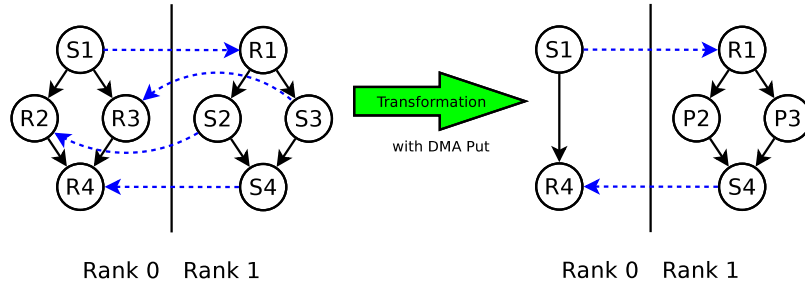 S1
R1
S1
R1
R2
R3
S2
S3
Transformation
P2
P3
with DMA Put
R4
S4
R4
S4
Rank 0
Rank 1
Rank 0
Rank 1